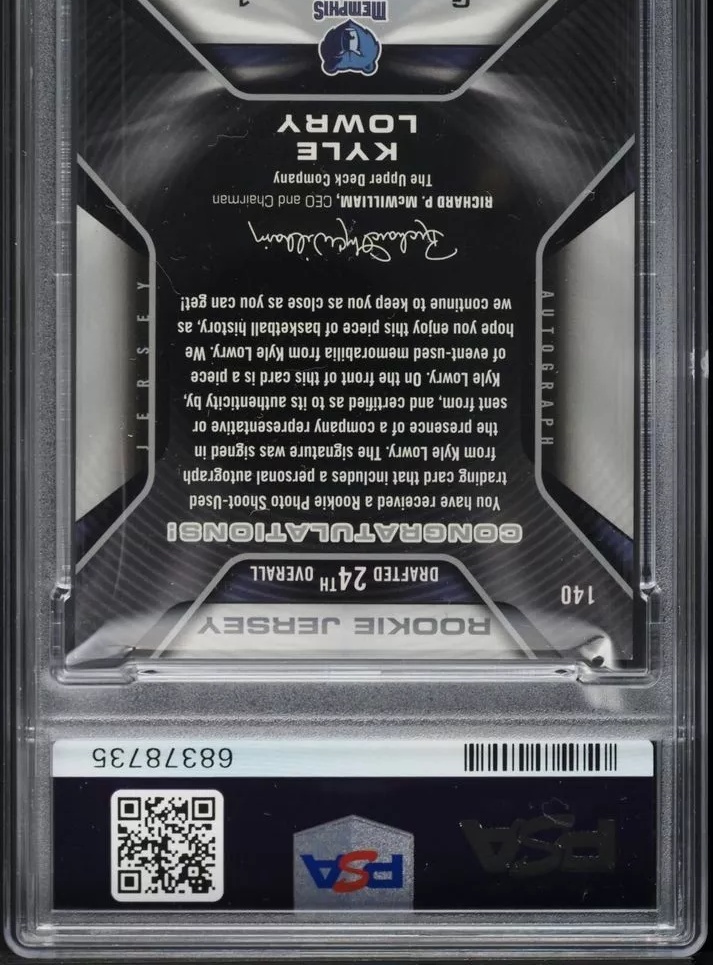 PSA PSA
68378735
ROOKIE JERSEY
140
DRAFTED 24TH OVERALL
CONGRATULATIONS!
You have received a Rookie Photo Shoot-Used
trading card that includes a personal autograph
from Kyle Lowry. The signature was signed in
the presence of a company representative or
sent from, and certified as to its authenticity by,
Kyle Lowry. On the front of this card is a piece
of event-used memorabilia from Kyle Lowry. We
hope you enjoy this piece of basketball history, as
we continue to keep you as close as you can get!
AUTOGRAPH
JERSEY
Richard P. McWilliam
RICHARD P. McWILLIAM, CEO and Chairman
The Upper Deck Company
KYLE
LOWRY
MEMPHIS